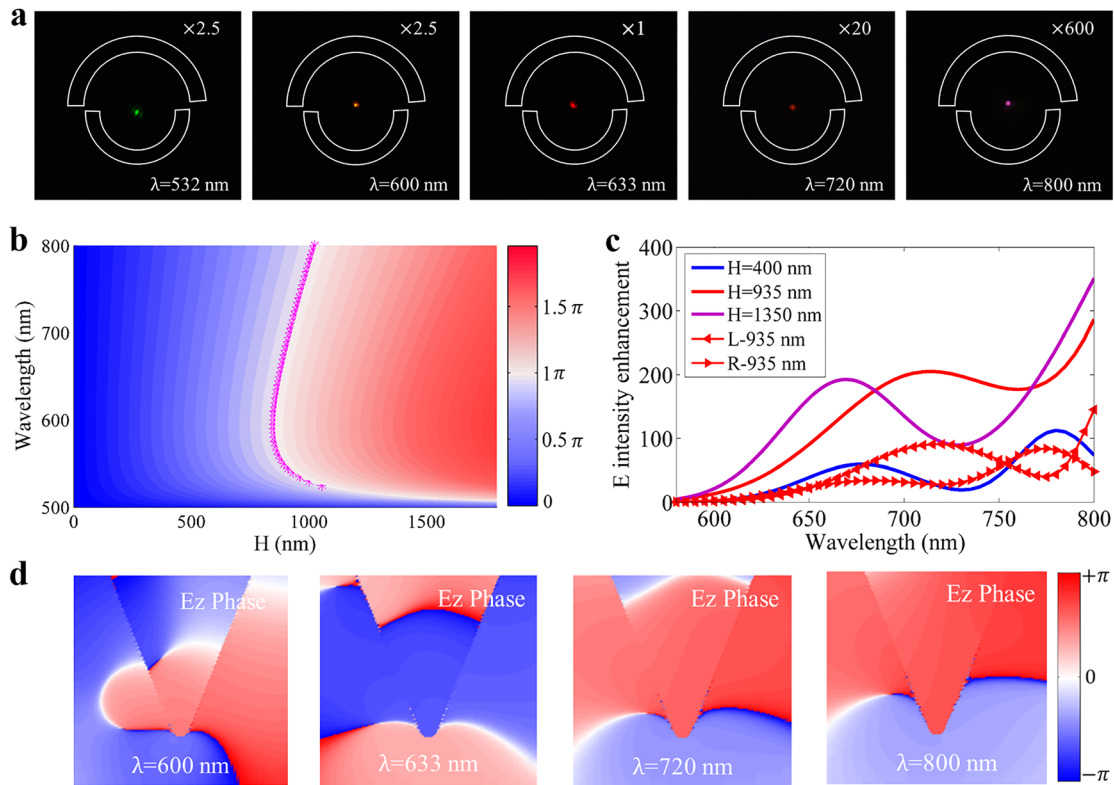 a
×2.5
λ=532 nm
×2.5
λ=600 nm
×1
λ=633 nm
×20
λ=720 nm
×600
λ=800 nm
b
800
700
600
500
Wavelength (nm)
0
500
1000
1500
H (nm)
1.5 π
1π
0.5 π
0
c
400
300
200
100
0
E intensity enhancement
H=400 nm
H=935 nm
H=1350 nm
L-935 nm
R-935 nm
600
650
700
750
800
Wavelength (nm)
d
Ez Phase
λ=600 nm
Ez Phase
λ=633 nm
Ez Phase
λ=720 nm
Ez Phase
λ=800 nm
+π
0
−π